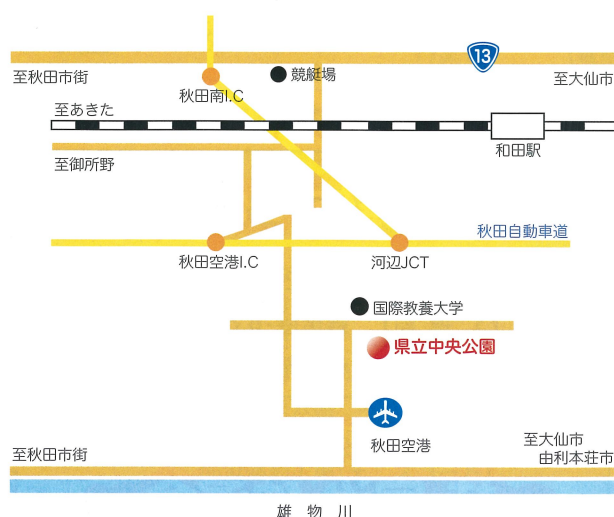 13
至秋田市街
競艇場
至大仙市
秋田南I.C
至あきた
和田駅
至御所野
秋田自動車道
秋田空港I.C
河辺JCT
国際教養大学
県立中央公園
秋田空港
至秋田市街
至大仙市
由利本荘市
雄物川